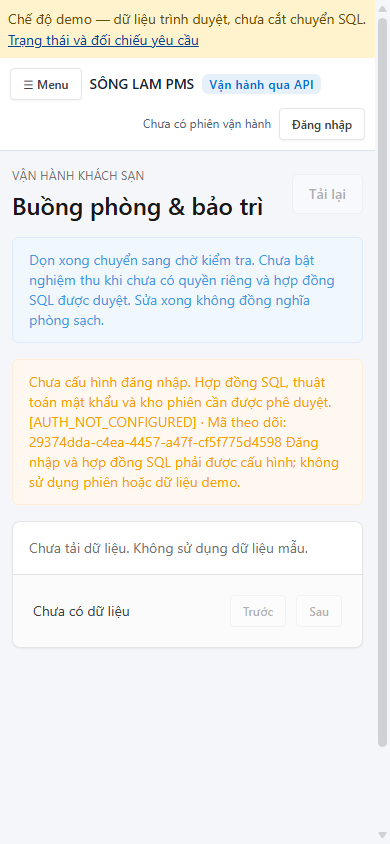 Chế độ demo — dữ liệu trình duyệt, chưa cắt chuyển SQL.
Trạng thái và đối chiếu yêu cầu
☰ Menu SÔNG LAM PMS Vận hành qua API
Chưa có phiên vận hành Đăng nhập
VẬN HÀNH KHÁCH SẠN
Buồng phòng & bảo trì Tải lại
Dọn xong chuyển sang chờ kiểm tra. Chưa bật
nghiệm thu khi chưa có quyền riêng và hợp đồng
SQL được duyệt. Sửa xong không đồng nghĩa
phòng sạch.
Chưa cấu hình đăng nhập. Hợp đồng SQL, thuật
toán mật khẩu và kho phiên cần được phê duyệt.
[AUTH_NOT_CONFIGURED] · Mã theo dõi:
29374dda-c4ea-4457-a47f-cf5f775d4598 Đăng
nhập và hợp đồng SQL phải được cấu hình; không
sử dụng phiên hoặc dữ liệu demo.
Chưa tải dữ liệu. Không sử dụng dữ liệu mẫu.
Chưa có dữ liệu Trước Sau